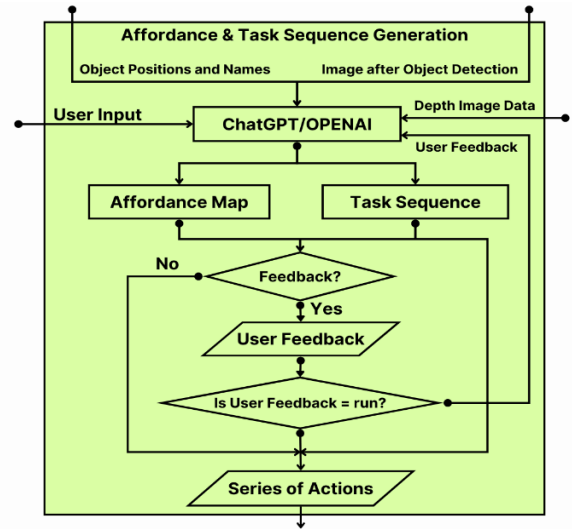 Affordance & Task Sequence Generation
Object Positions and Names
Image after Object Detection
User Input
ChatGPT/OPENAI
Depth Image Data
User Feedback
Affordance Map
Task Sequence
No
Feedback?
Yes
User Feedback
Is User Feedback = run?
Series of Actions